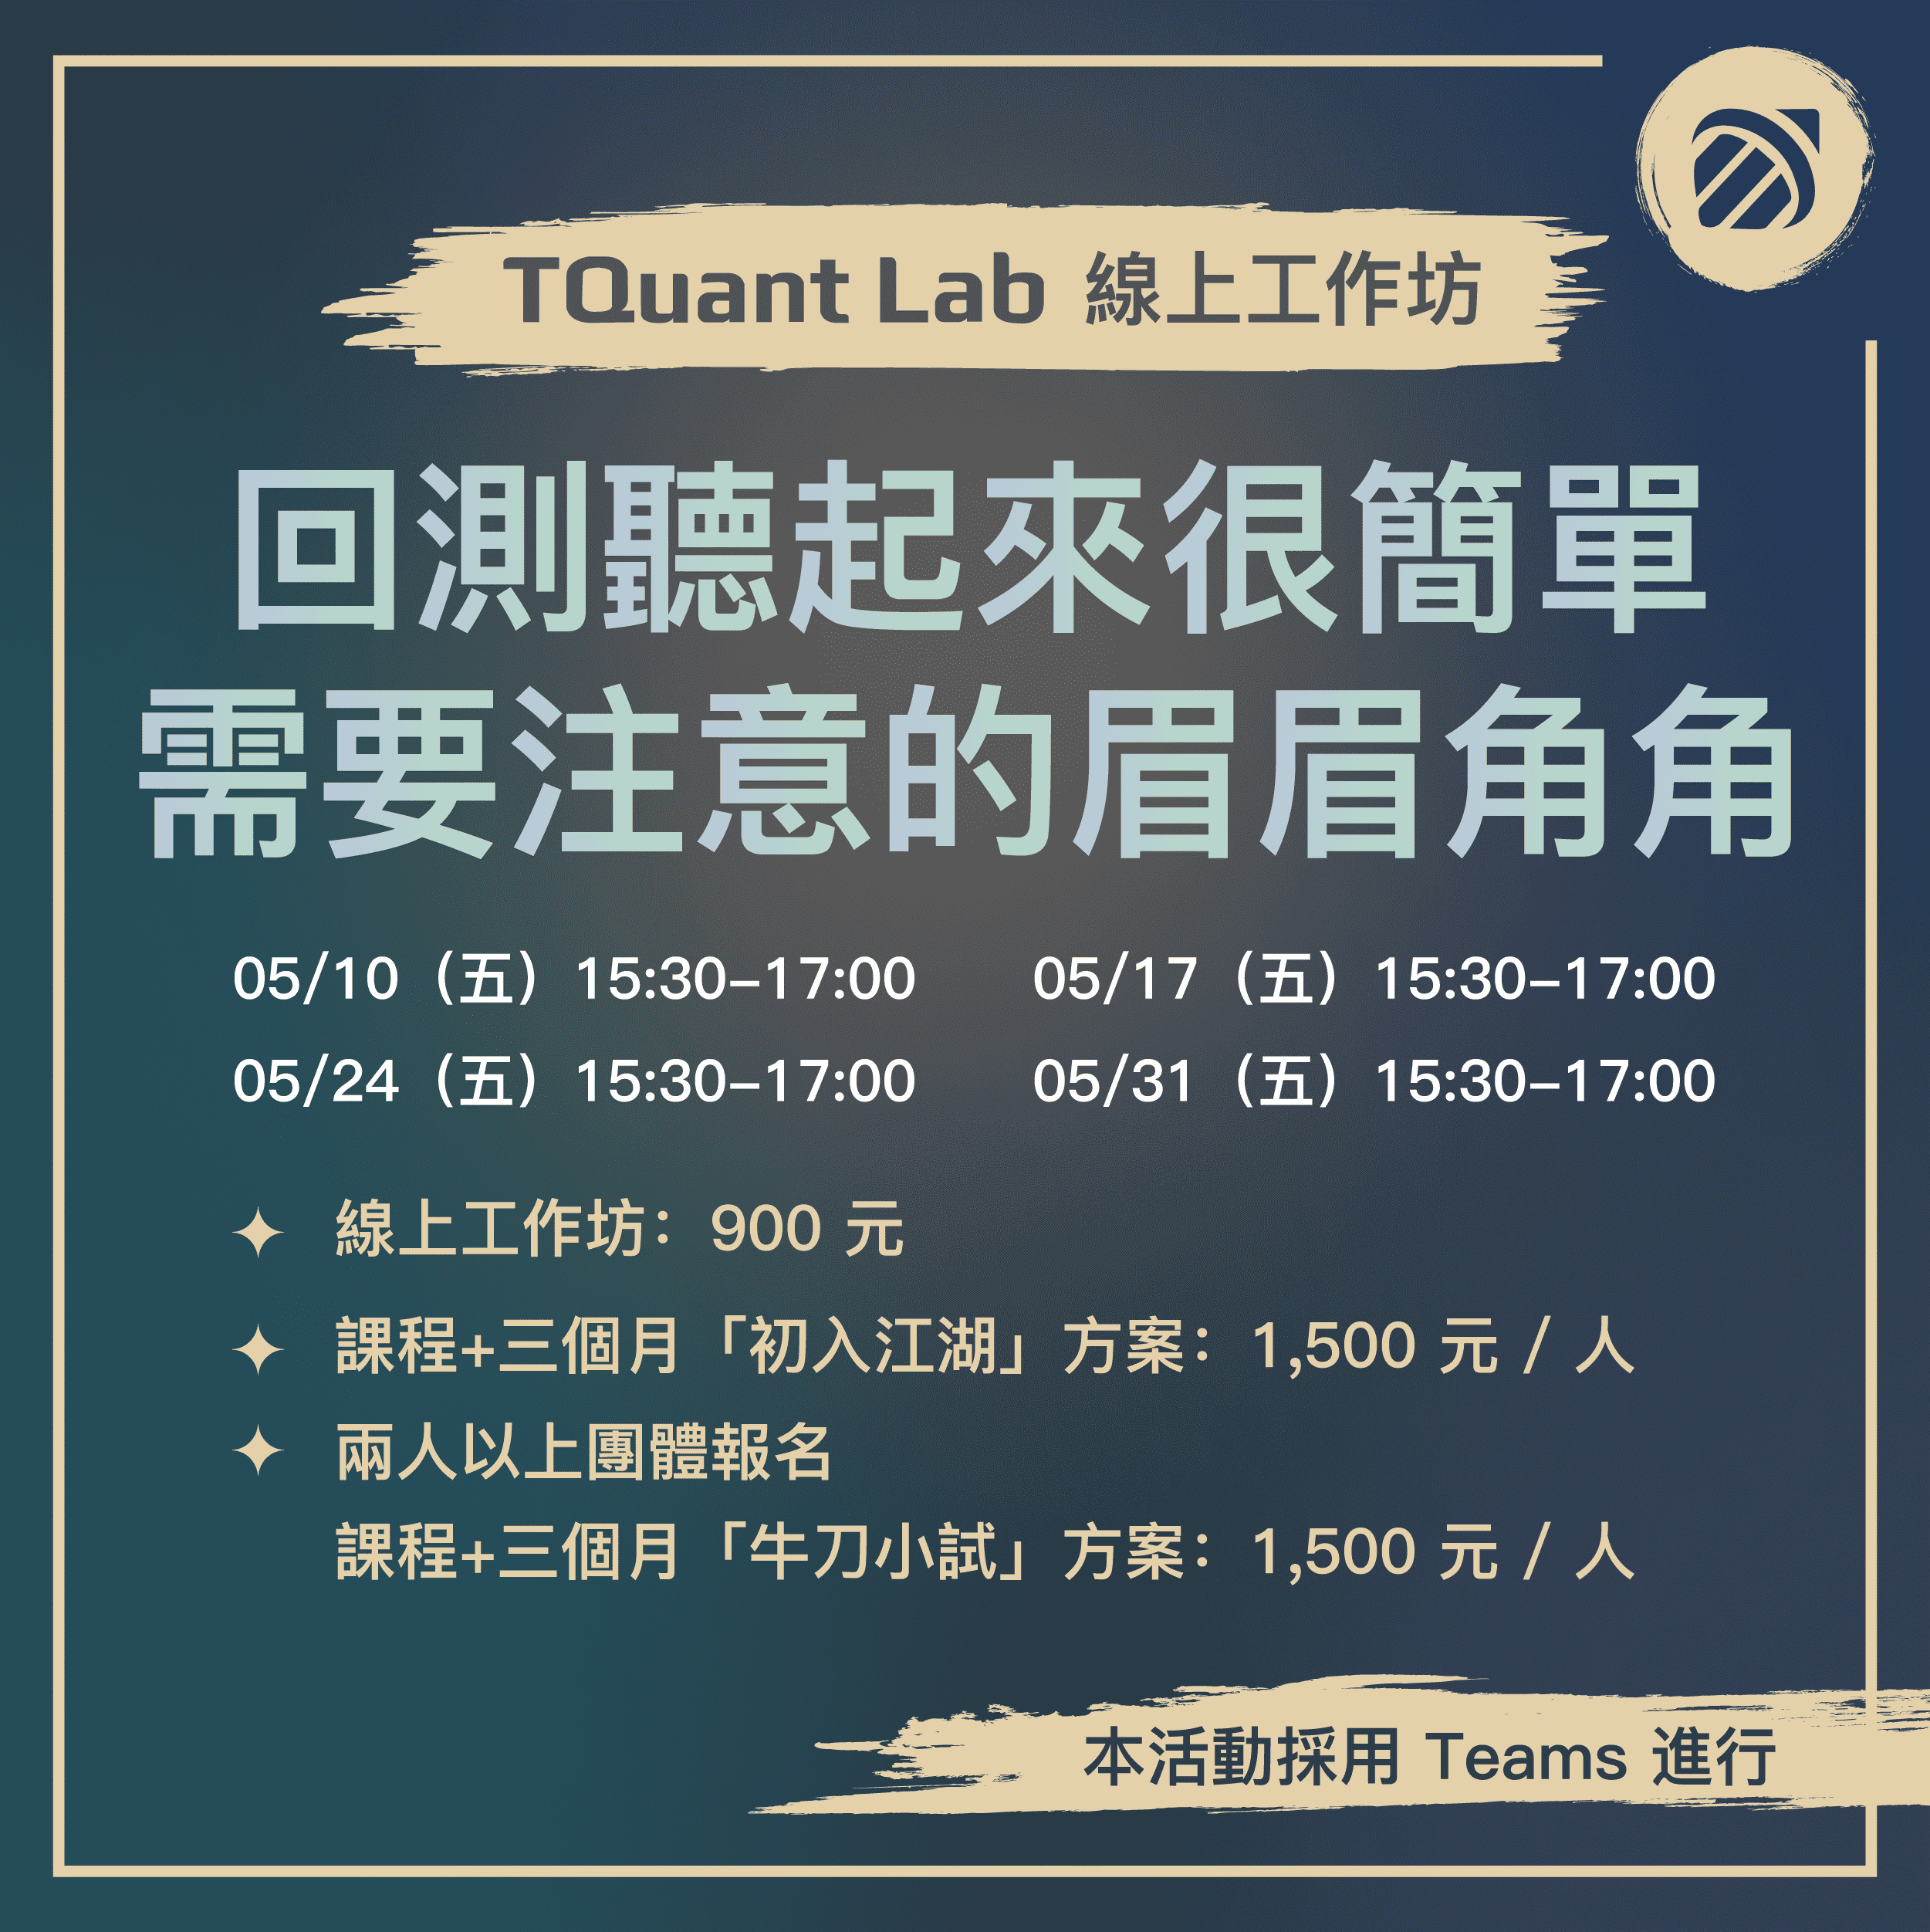 TQuant Lab 線上工作坊
回測聽起來很簡單
需要注意的眉眉角角
05/10（五）15:30–17:00 05/17（五）15:30–17:00
05/24（五）15:30–17:00 05/31（五）15:30–17:00
線上工作坊：900 元
課程+三個月「初入江湖」方案：1,500 元 / 人
兩人以上團體報名
課程+三個月「牛刀小試」方案：1,500 元 / 人
本活動採用 Teams 進行